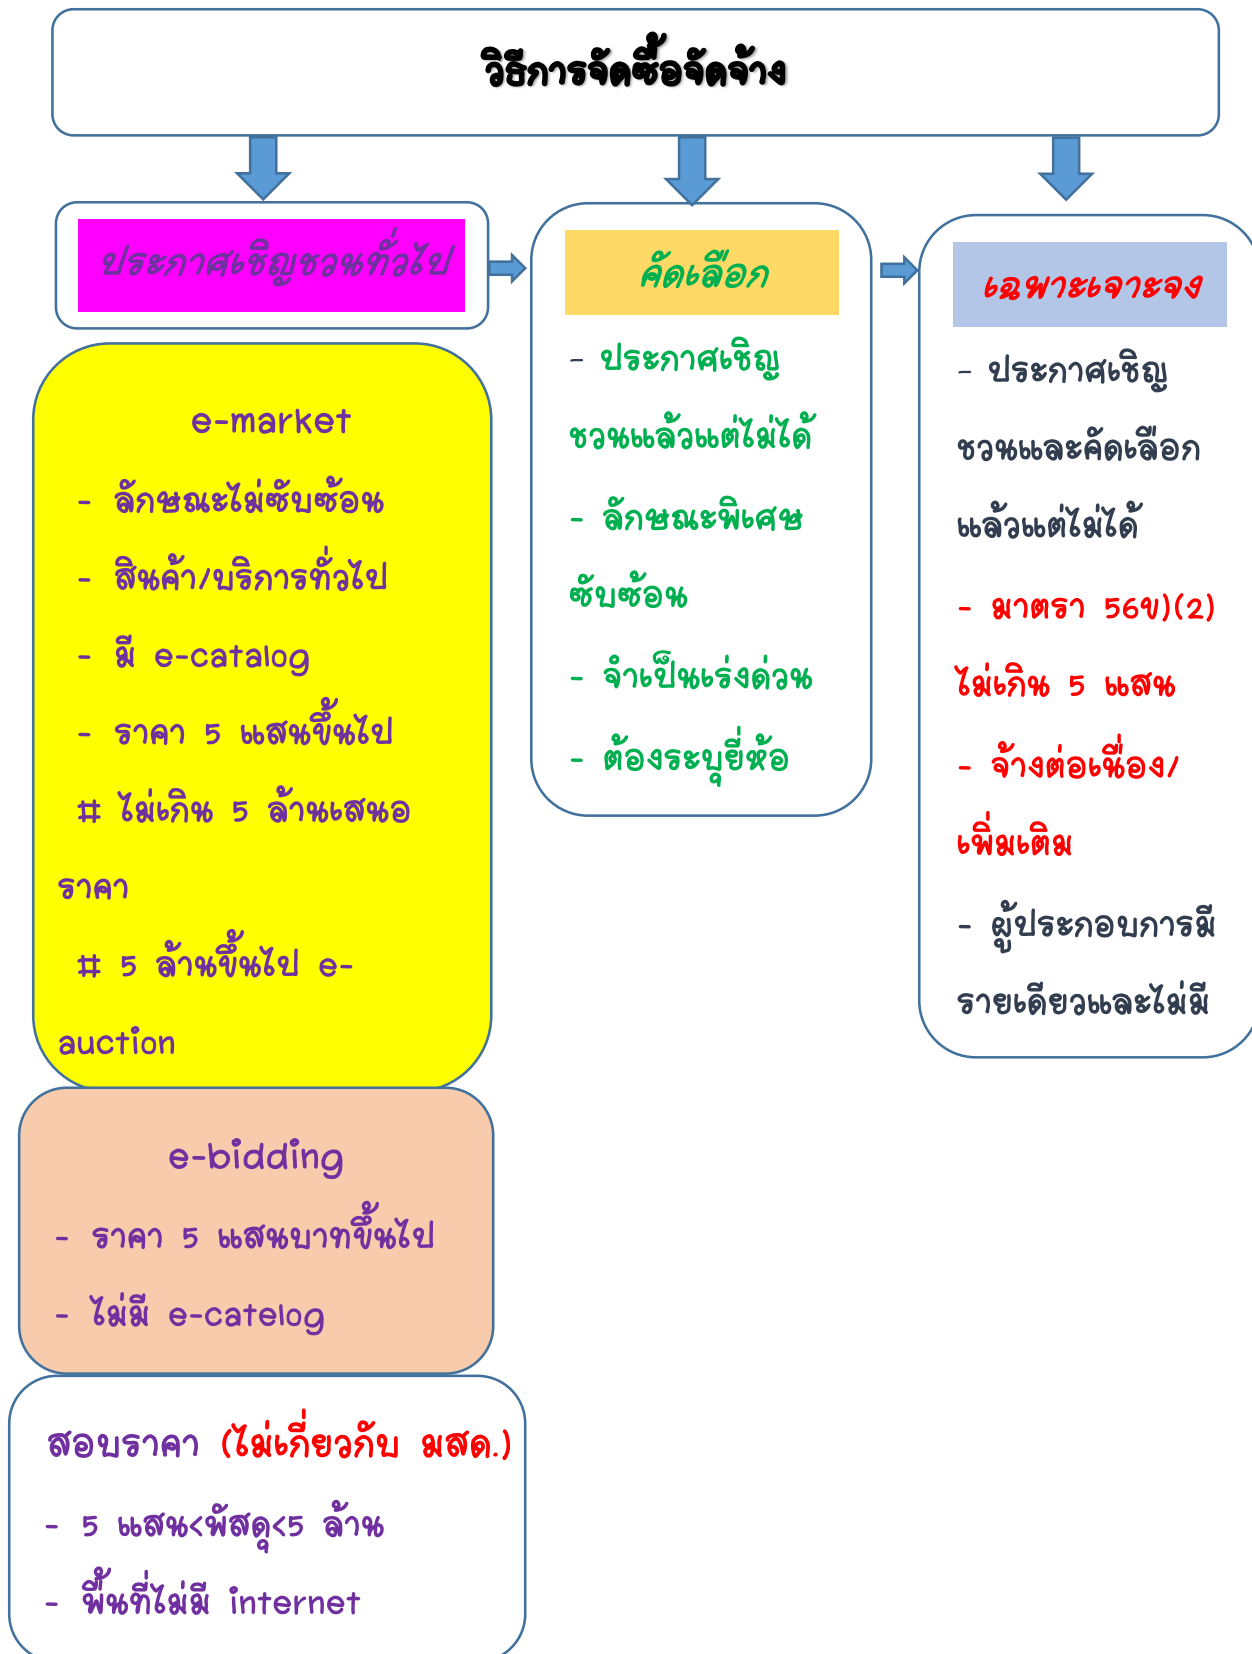 วิธีการจัดซื้อจัดจ้าง
ประกาศเชิญชวนทั่วไป
e-market
- ลักษณะไม่ซับซ้อน
- สินค้า/บริการทั่วไป
- มี e-catalog
- ราคา 5 แสนขึ้นไป
# ไม่เกิน 5 ล้านเสนอ
ราคา
# 5 ล้านขึ้นไป e-
auction
e-bidding
- ราคา 5 แสนบาทขึ้นไป
- ไม่มี e-catelog
สอบราคา (ไม่เกี่ยวกับ มสด.)
- 5 แสน<พัสดุ<5 ล้าน
- พื้นที่ไม่มี internet
คัดเลือก
- ประกาศเชิญ
ชวนแล้วแต่ไม่ได้
- ลักษณะพิเศษ
ซับซ้อน
- จำเป็นเร่งด่วน
- ต้องระบุยี่ห้อ
เฉพาะเจาะจง
- ประกาศเชิญ
ชวนและคัดเลือก
แล้วแต่ไม่ได้
- มาตรา 56ข)(2)
ไม่เกิน 5 แสน
- จ้างต่อเนื่อง/
เพิ่มเติม
- ผู้ประกอบการมี
รายเดียวและไม่มี